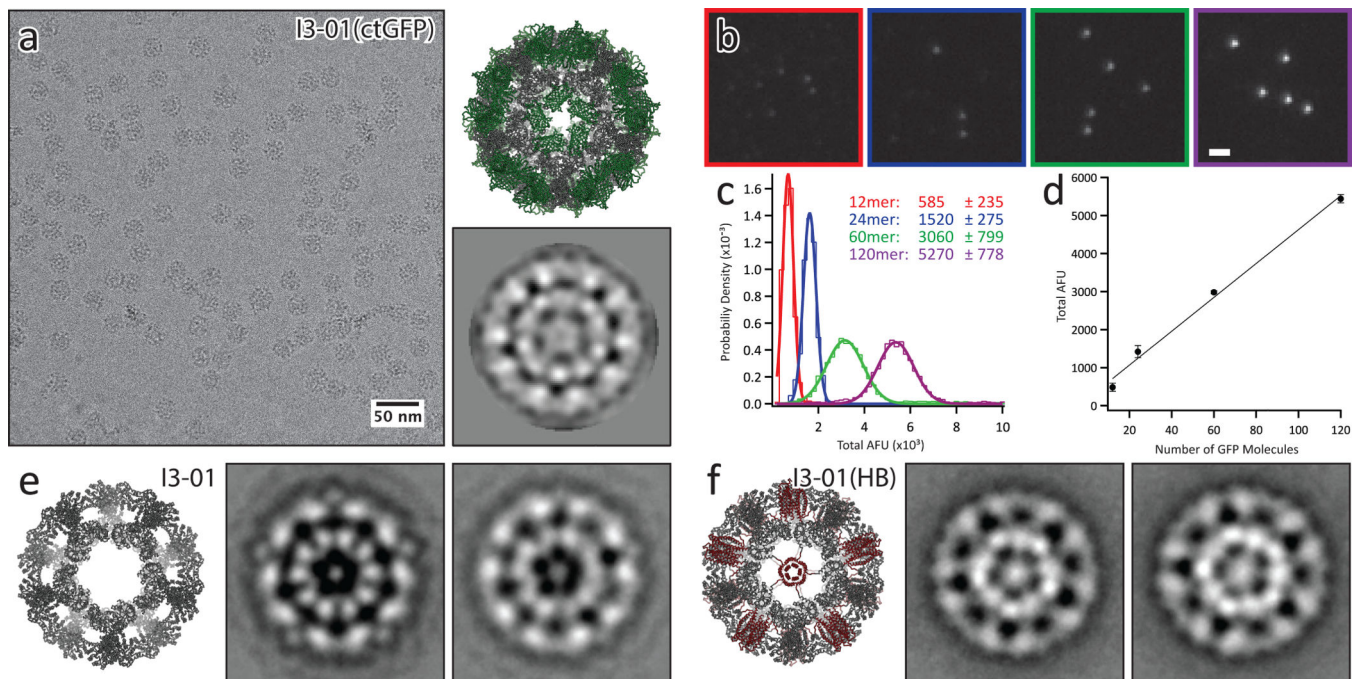 a
I3-01(ctGFP)
50 nm
b
c
1.6
1.4
1.2
1.0
0.8
0.6
0.4
0.2
0.0
Probability Density (x10⁻³)
12mer: 585 ± 235
24mer: 1520 ± 275
60mer: 3060 ± 799
120mer: 5270 ± 778
2 4 6 8 10
Total AFU (x10³)
d
6000
5000
4000
3000
2000
1000
0
Total AFU
20 40 60 80 100 120
Number of GFP Molecules
e
I3-01
f
I3-01(HB)